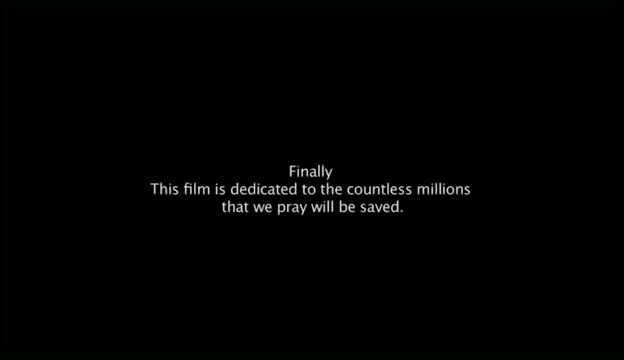 Finally
This film is dedicated to the countless millions
that we pray will be saved.